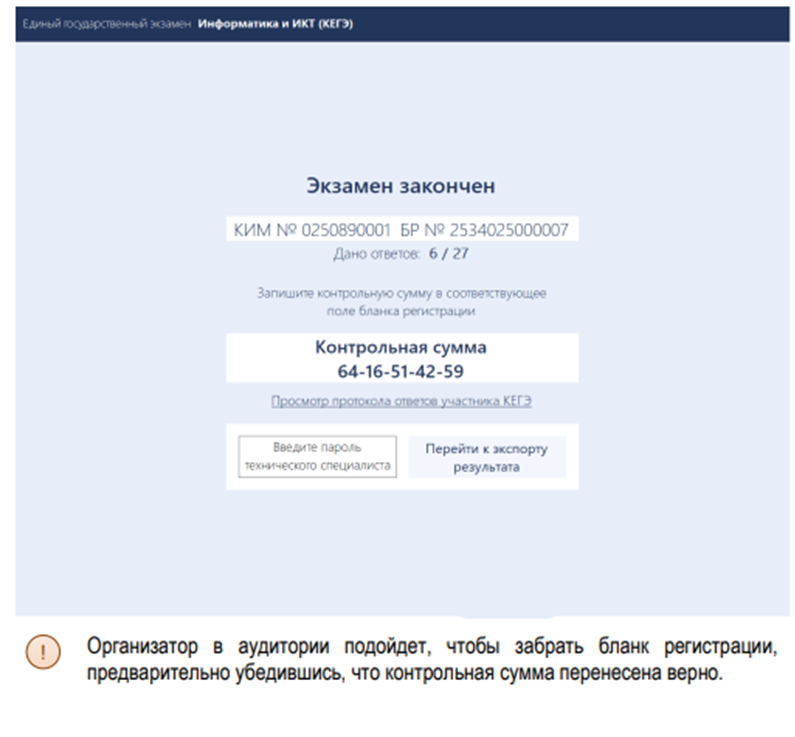 Единый государственный экзамен Информатика и ИКТ (КЕГЭ)
Экзамен закончен
КИМ № 0250890001 БР № 2534025000007
Дано ответов: 6 / 27
Запишите контрольную сумму в соответствующее
поле бланка регистрации
Контрольная сумма
64-16-51-42-59
Просмотр протокола ответов участника КЕГЭ
Введите пароль
технического специалиста
Перейти к экспорту
результата
! Организатор в аудитории подойдет, чтобы забрать бланк регистрации,
предварительно убедившись, что контрольная сумма перенесена верно.